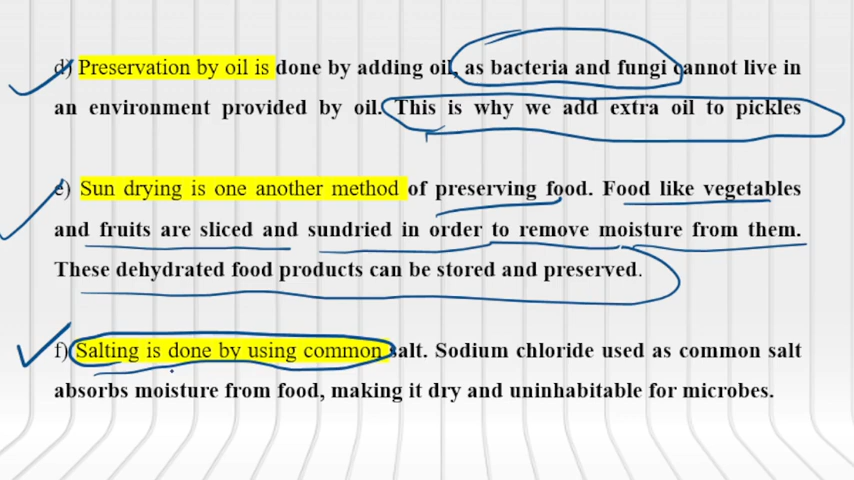 d) Preservation by oil is done by adding oil, as bacteria and fungi cannot live in
an environment provided by oil. This is why we add extra oil to pickles
e) Sun drying is one another method of preserving food. Food like vegetables
and fruits are sliced and sundried in order to remove moisture from them.
These dehydrated food products can be stored and preserved.
f) Salting is done by using common salt. Sodium chloride used as common salt
absorbs moisture from food, making it dry and uninhabitable for microbes.